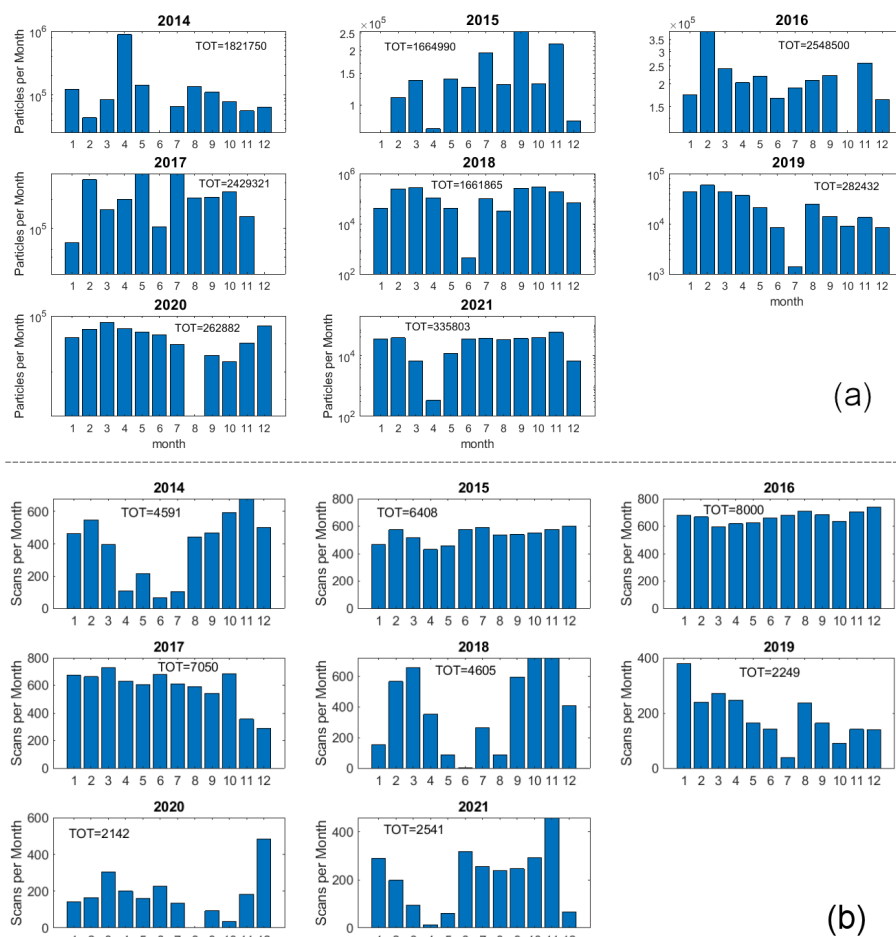 2014
10^6
10^5
Particles per Month
TOT=1821750
1 2 3 4 5 6 7 8 9 10 11 12
2015
×10^5
2.5
2
1.5
1
TOT=1664990
1 2 3 4 5 6 7 8 9 10 11 12
2016
×10^5
3.5
3
2.5
2
1.5
TOT=2548500
1 2 3 4 5 6 7 8 9 10 11 12
2017
10^5
Particles per Month
TOT=2429321
1 2 3 4 5 6 7 8 9 10 11 12
2018
10^6
10^4
10^2
TOT=1661865
1 2 3 4 5 6 7 8 9 10 11 12
2019
10^5
10^4
10^3
TOT=282432
1 2 3 4 5 6 7 8 9 10 11 12
month
2020
10^5
Particles per Month
TOT=262882
1 2 3 4 5 6 7 8 9 10 11 12
month
2021
10^4
10^2
Particles per Month
TOT=335803
1 2 3 4 5 6 7 8 9 10 11 12
(a)
2014
600
400
200
0
Scans per Month
TOT=4591
1 2 3 4 5 6 7 8 9 10 11 12
2015
800
600
400
200
0
Scans per Month
TOT=6408
1 2 3 4 5 6 7 8 9 10 11 12
2016
800
600
400
200
0
Scans per Month
TOT=8000
1 2 3 4 5 6 7 8 9 10 11 12
2017
800
600
400
200
0
Scans per Month
TOT=7050
1 2 3 4 5 6 7 8 9 10 11 12
2018
600
400
200
0
Scans per Month
TOT=4605
1 2 3 4 5 6 7 8 9 10 11 12
2019
400
200
0
Scans per Month
TOT=2249
1 2 3 4 5 6 7 8 9 10 11 12
2020
600
400
200
0
Scans per Month
TOT=2142
2021
400
200
0
Scans per Month
TOT=2541
(b)